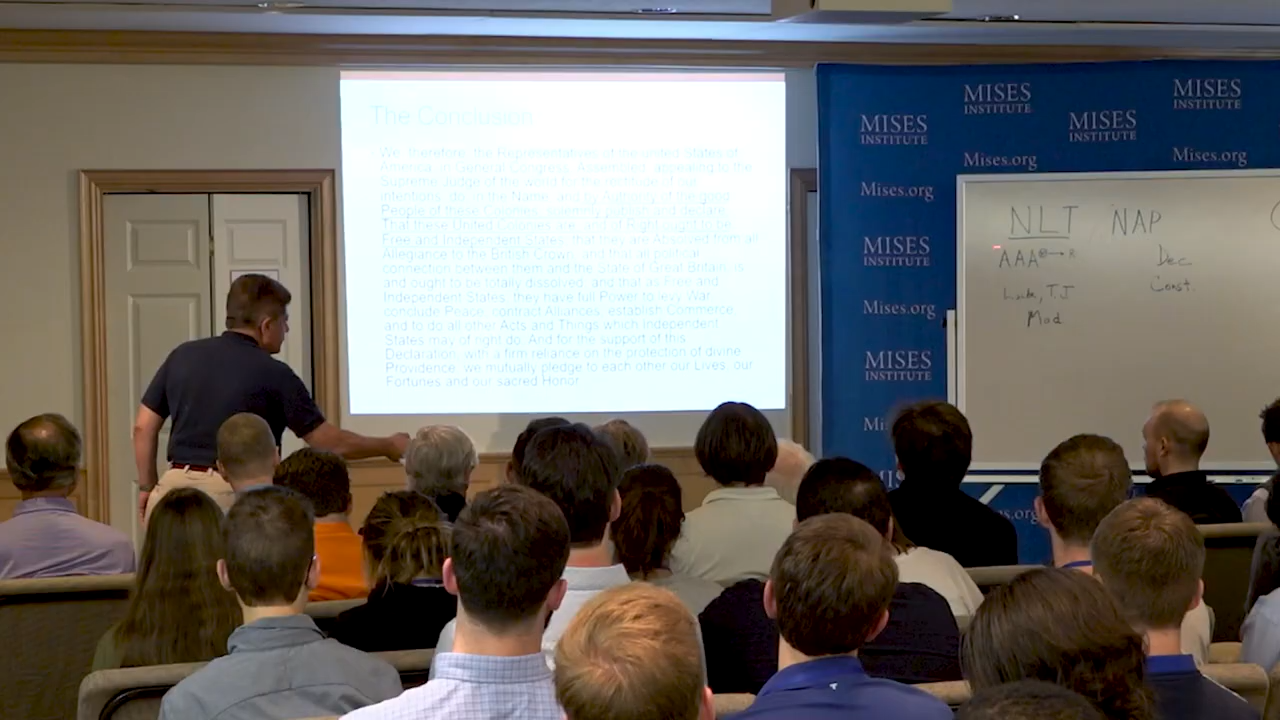 The Conclusion
We, therefore, the Representatives of the united States of
America, in General Congress, Assembled, appealing to the
Supreme Judge of the world for the rectitude of our
intentions, do, in the Name, and by Authority of the good
People of these Colonies, solemnly publish and declare,
That these United Colonies are, and of Right ought to be
Free and Independent States; that they are Absolved from all
Allegiance to the British Crown, and that all political
connection between them and the State of Great Britain, is
and ought to be totally dissolved; and that as Free and
Independent States, they have full Power to levy War,
conclude Peace, contract Alliances, establish Commerce,
and to do all other Acts and Things which Independent
States may of right do. And for the support of this
Declaration, with a firm reliance on the protection of divine
Providence, we mutually pledge to each other our Lives, our
Fortunes and our sacred Honor.
MISES
INSTITUTE
MISES
INSTITUTE
MISES
INSTITUTE
MISES
INSTITUTE
Mises.org
Mises.org
Mises.org
MISES
INSTITUTE
Mises.org
MISES
INSTITUTE
NLT NAP
AAA → R
Dec
Const.
Locke, TJ
Mad